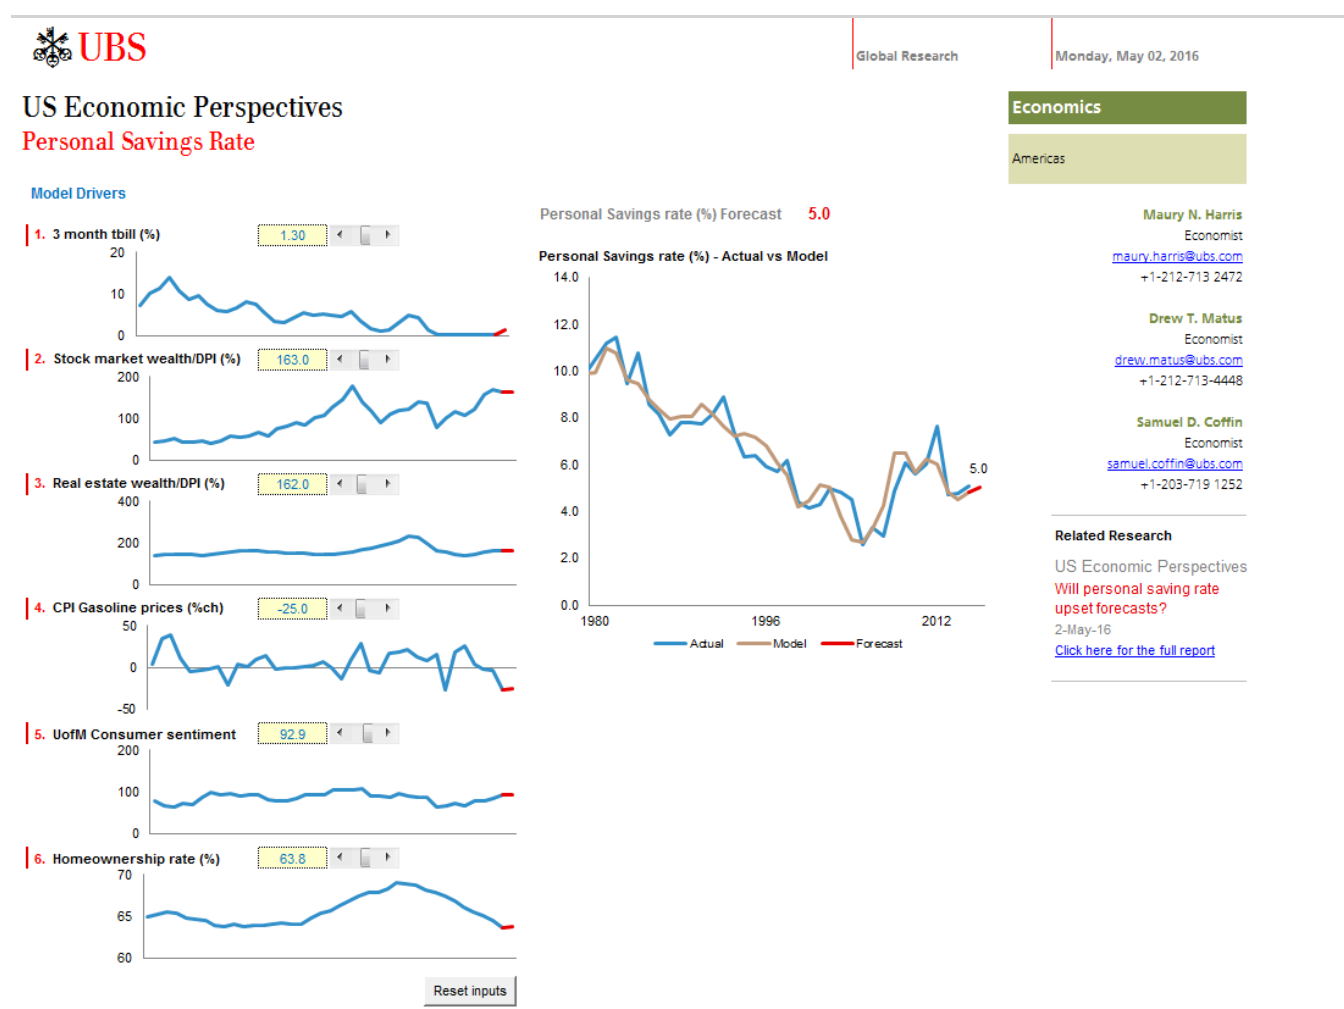 UBS
Global Research
Monday, May 02, 2016
US Economic Perspectives
Personal Savings Rate
Economics
Americas
Model Drivers
1. 3 month tbill (%) 1.30
20
10
0
2. Stock market wealth/DPI (%) 163.0
200
100
0
3. Real estate wealth/DPI (%) 162.0
400
200
0
4. CPI Gasoline prices (%ch) -25.0
50
0
-50
5. UofM Consumer sentiment 92.9
200
100
0
6. Homeownership rate (%) 63.8
70
65
60
Reset inputs
Personal Savings rate (%) Forecast 5.0
Personal Savings rate (%) - Actual vs Model
14.0
12.0
10.0
8.0
6.0
4.0
2.0
0.0
5.0
1980 1996 2012
Actual Model Forecast
Maury N. Harris
Economist
maury.harris@ubs.com
+1-212-713 2472
Drew T. Matus
Economist
drew.matus@ubs.com
+1-212-713-4448
Samuel D. Coffin
Economist
samuel.coffin@ubs.com
+1-203-719 1252
Related Research
US Economic Perspectives
Will personal saving rate
upset forecasts?
2-May-16
Click here for the full report